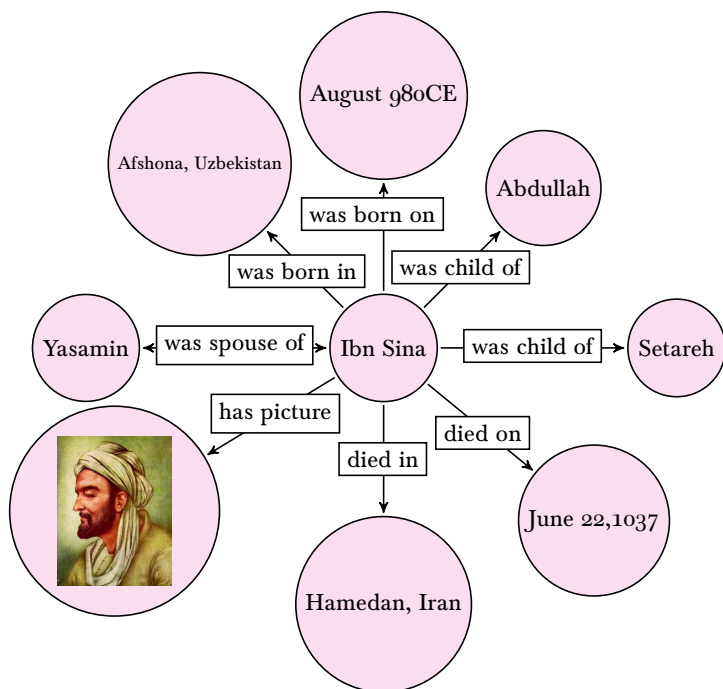 August 980CE
Afshona, Uzbekistan
Abdullah
was born on
was born in
was child of
Yasamin
was spouse of
Ibn Sina
was child of
Setareh
has picture
died on
died in
June 22,1037
Hamedan, Iran